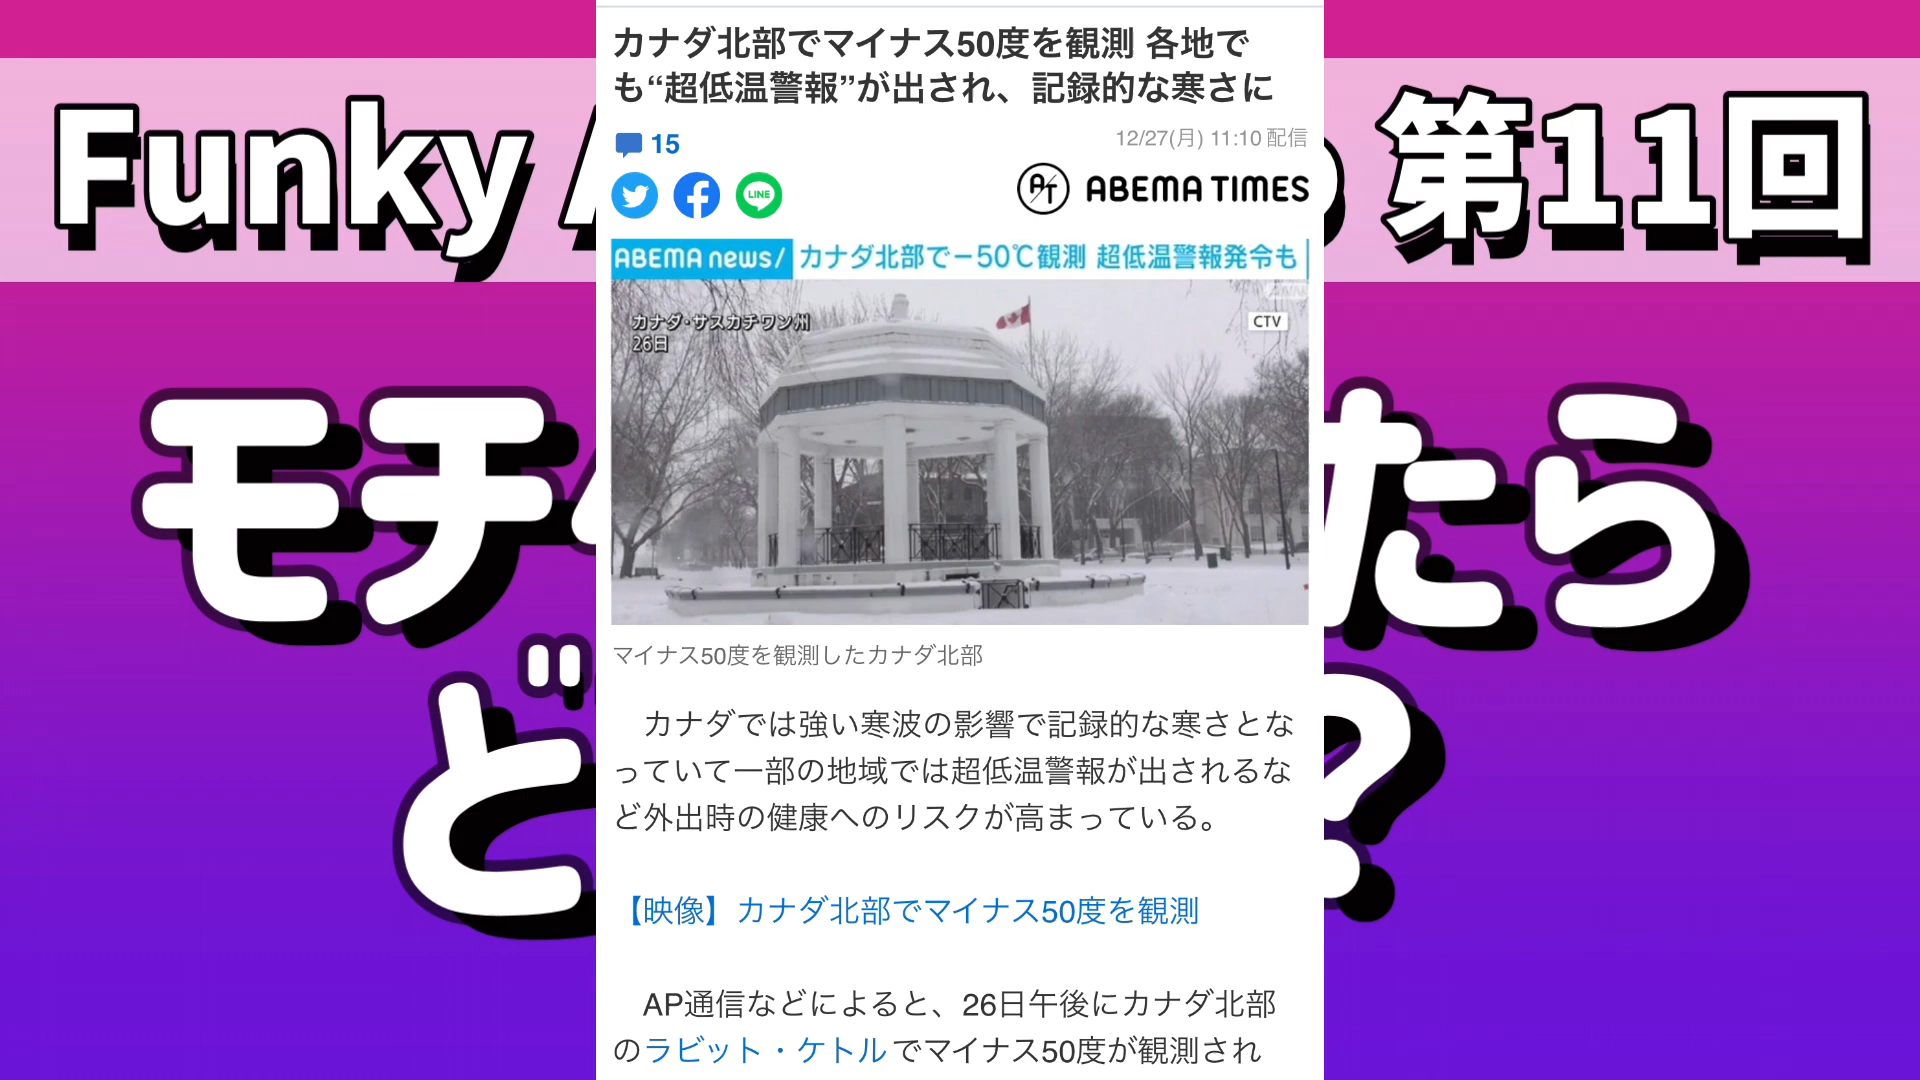 カナダ北部でマイナス50度を観測 各地で
も“超低温警報”が出され、記録的な寒さに
15
12/27(月) 11:10 配信
LINE
AT ABEMA TIMES
Funky
第11回
ABEMA news/ カナダ北部で−50℃観測 超低温警報発令も
カナダ・サスカチワン州
26日
CTV
モチ
たら
ど
?
マイナス50度を観測したカナダ北部
カナダでは強い寒波の影響で記録的な寒さとな
っていて一部の地域では超低温警報が出されるな
ど外出時の健康へのリスクが高まっている。
【映像】カナダ北部でマイナス50度を観測
AP通信などによると、26日午後にカナダ北部
のラビット・ケトルでマイナス50度が観測され